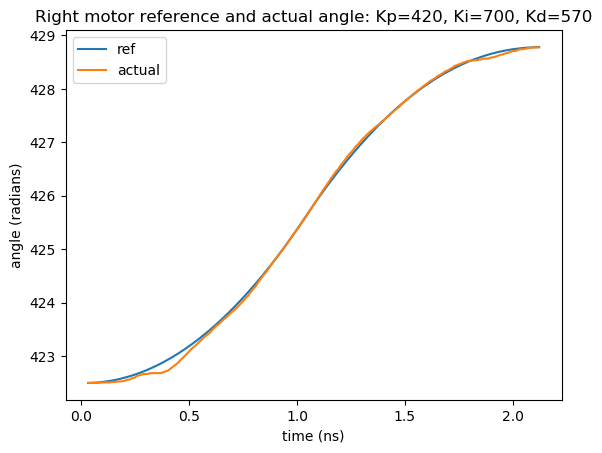 Right motor reference and actual angle: Kp=420, Ki=700, Kd=570
ref
actual
429
428
427
426
425
424
423
angle (radians)
0.0
0.5
1.0
1.5
2.0
time (ns)